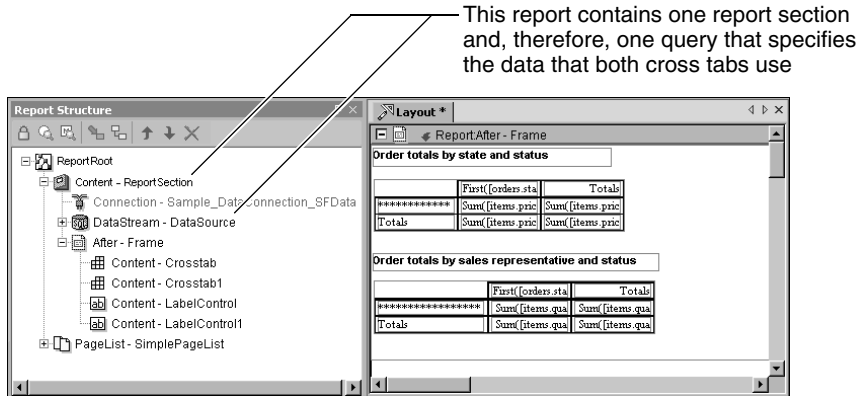 This report contains one report section
and, therefore, one query that specifies
the data that both cross tabs use
Report Structure
ReportRoot
Content - ReportSection
Connection - Sample_DataConnection_SFData
DataStream - DataSource
After - Frame
Content - Crosstab
Content - Crosstab1
Content - LabelControl
Content - LabelControl1
PageList - SimplePageList
Layout *
Report:After - Frame
Order totals by state and status
First([orders.sta Totals
************ Sum([items.pric Sum([items.pric
Totals Sum([items.pric Sum([items.pric
Order totals by sales representative and status
First([orders.sta Totals
***************** Sum([items.qua Sum([items.qua
Totals Sum([items.qua Sum([items.qua